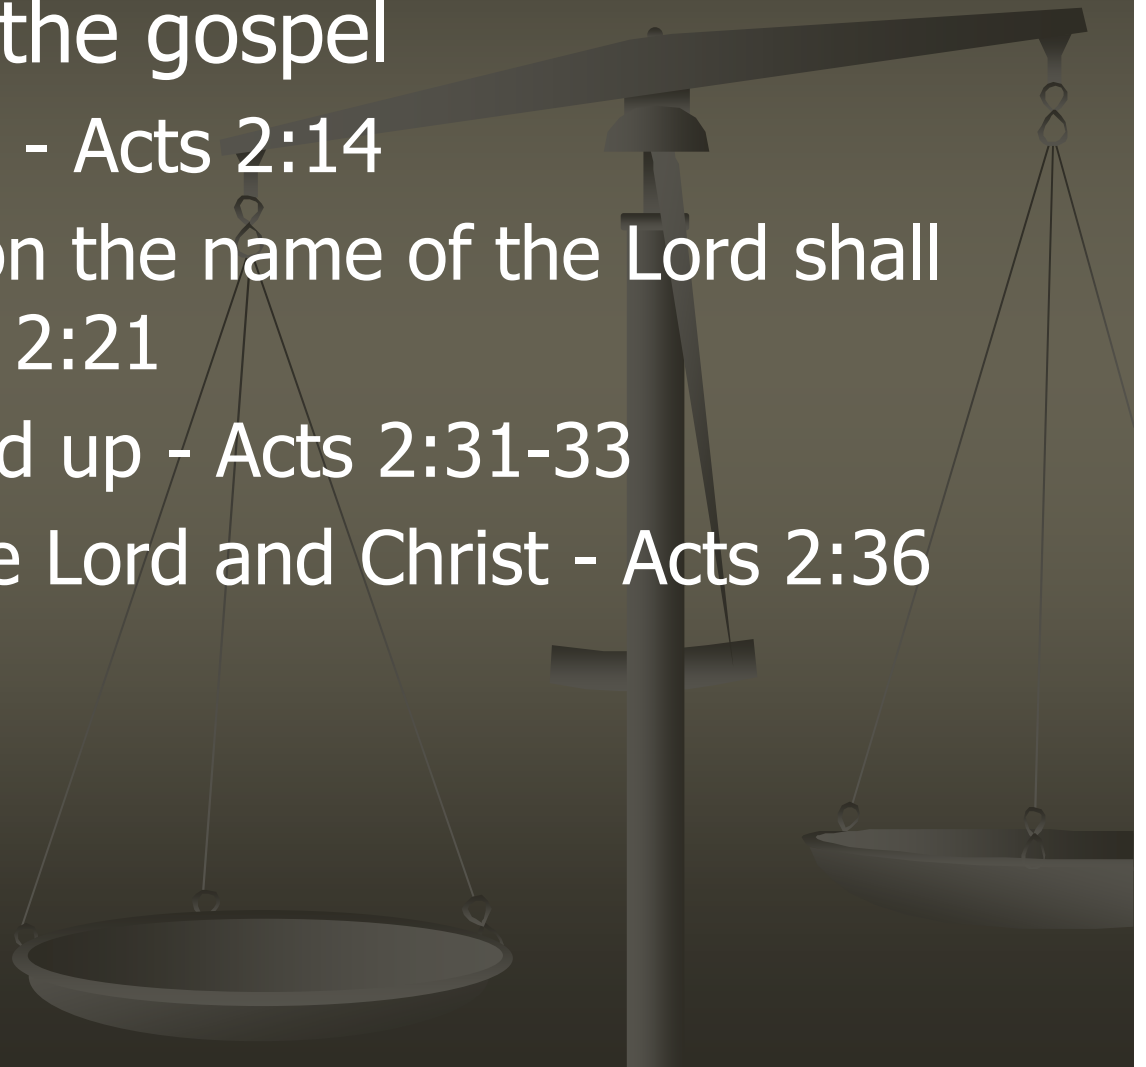 the gospel
- Acts 2:14
on the name of the Lord shall
2:21
d up - Acts 2:31-33
e Lord and Christ - Acts 2:36